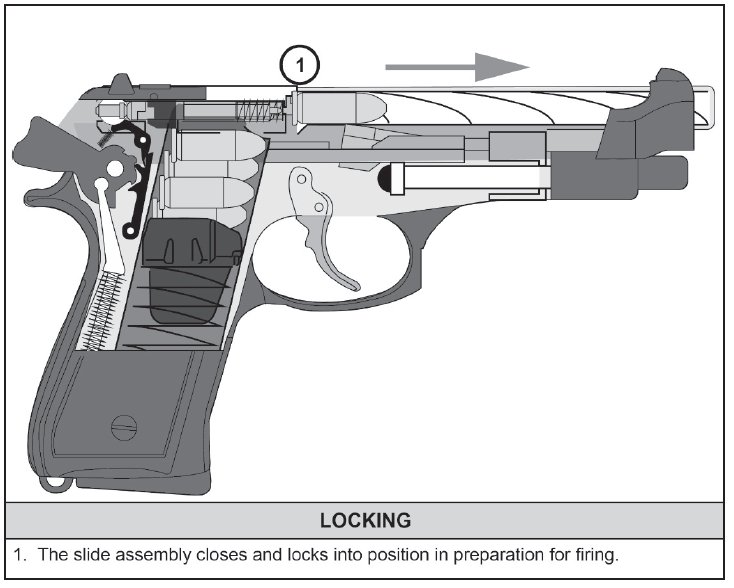 1
LOCKING
1. The slide assembly closes and locks into position in preparation for firing.